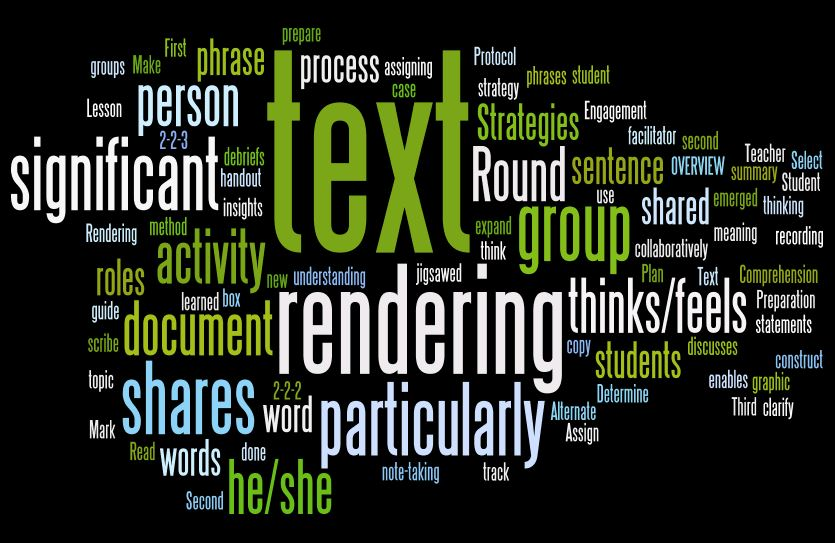 prepare
First
groups Make phrase process assigning Protocol
phrases student
case strategy
Lesson person text Strategies Engagement
2-2-3 facilitator second
significant debriefs Round sentence OVERVIEW Teacher Select
handout summary Student
insights use shared emerged thinking
Rendering method expand group meaning recording
activity think collaboratively
roles new understanding jigsawed Plan Text Comprehension
learned box rendering thinks/feels Preparation
guide statements
scribe document copy students discusses
construct
topic shares 2-2-2 enables graphic
word particularly Determine
Alternate Third clarify
Mark Assign
Read words done
note-taking track
Second he/she